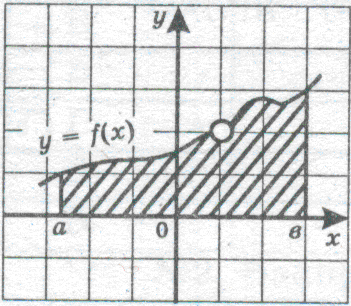 y
y = f(x)
a 0 в x